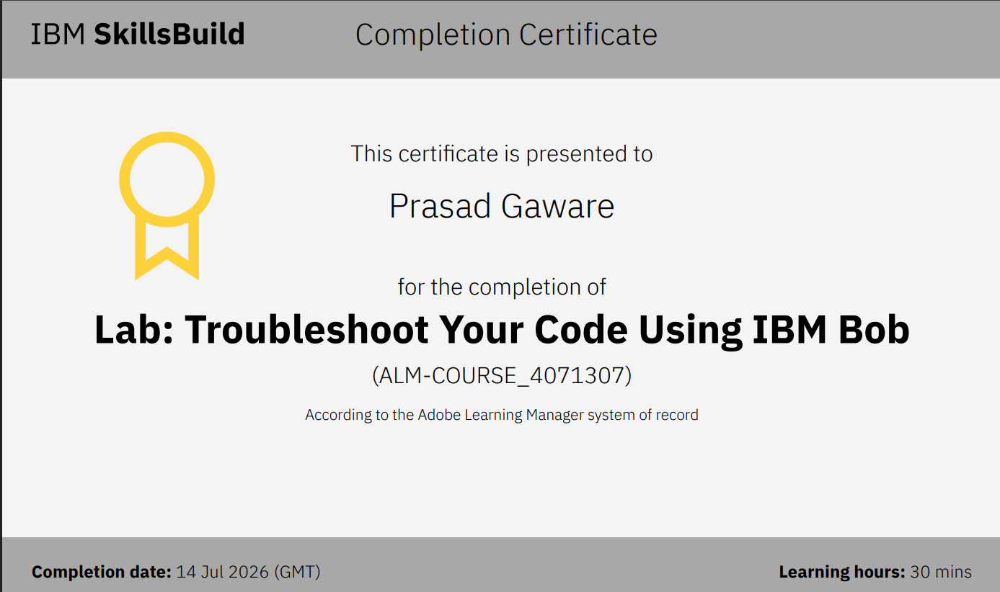 IBM SkillsBuild
Completion Certificate
This certificate is presented to
Prasad Gaware
for the completion of
Lab: Troubleshoot Your Code Using IBM Bob
(ALM-COURSE_4071307)
According to the Adobe Learning Manager system of record
Completion date: 14 Jul 2026 (GMT)
Learning hours: 30 mins